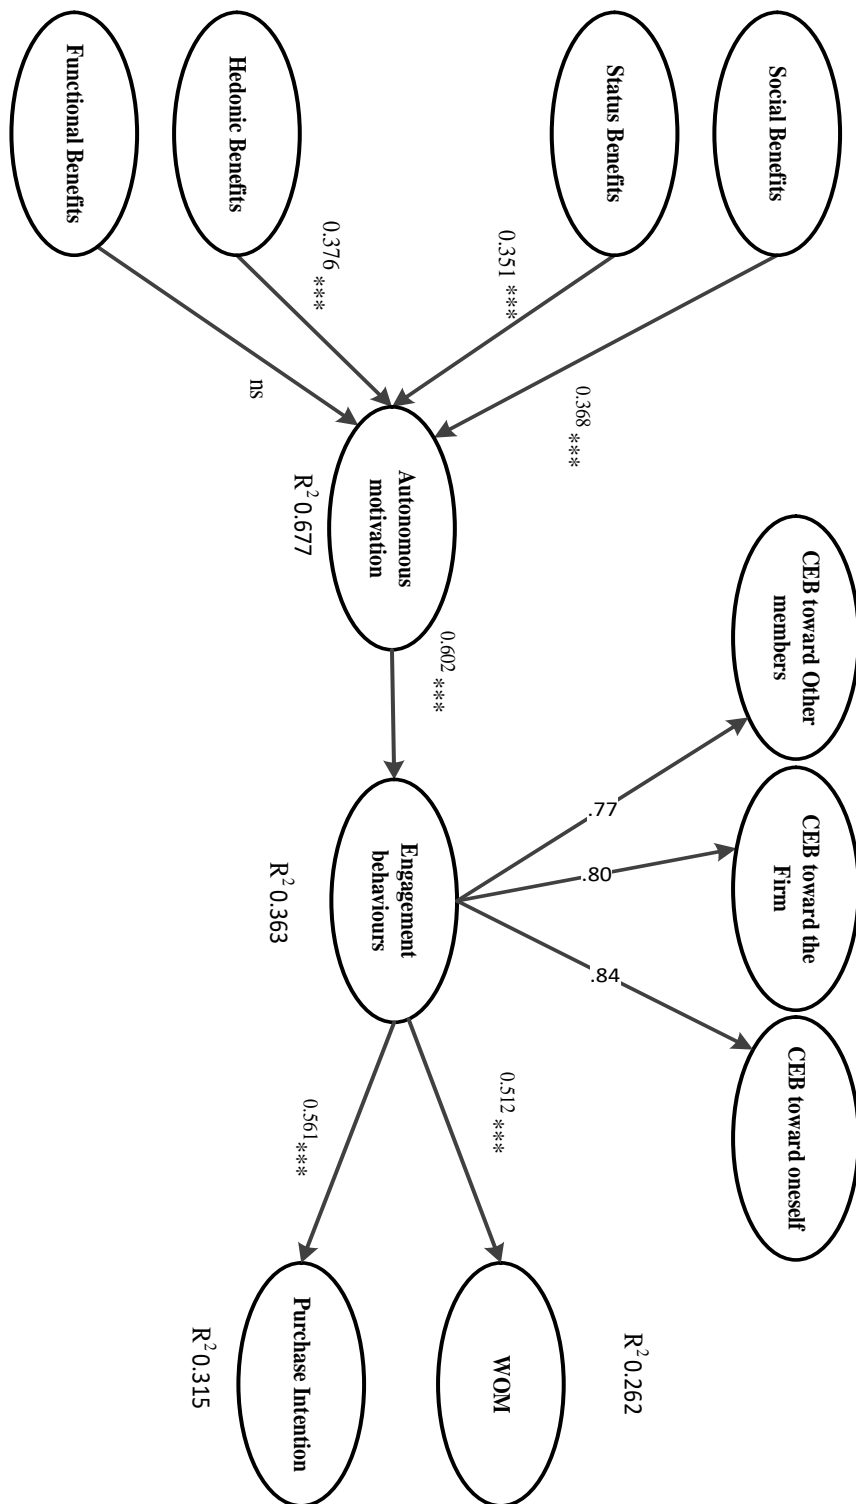 Social Benefits
Status Benefits
Hedonic Benefits
Functional Benefits
0.368 ***
0.351 ***
0.376 ***
ns
Autonomous
motivation
R² 0.677
0.602 ***
CEB toward Other
members
CEB toward the
Firm
CEB toward oneself
.77
.80
.84
Engagement
behaviours
R² 0.363
0.512 ***
0.561 ***
WOM
R² 0.262
Purchase Intention
R² 0.315